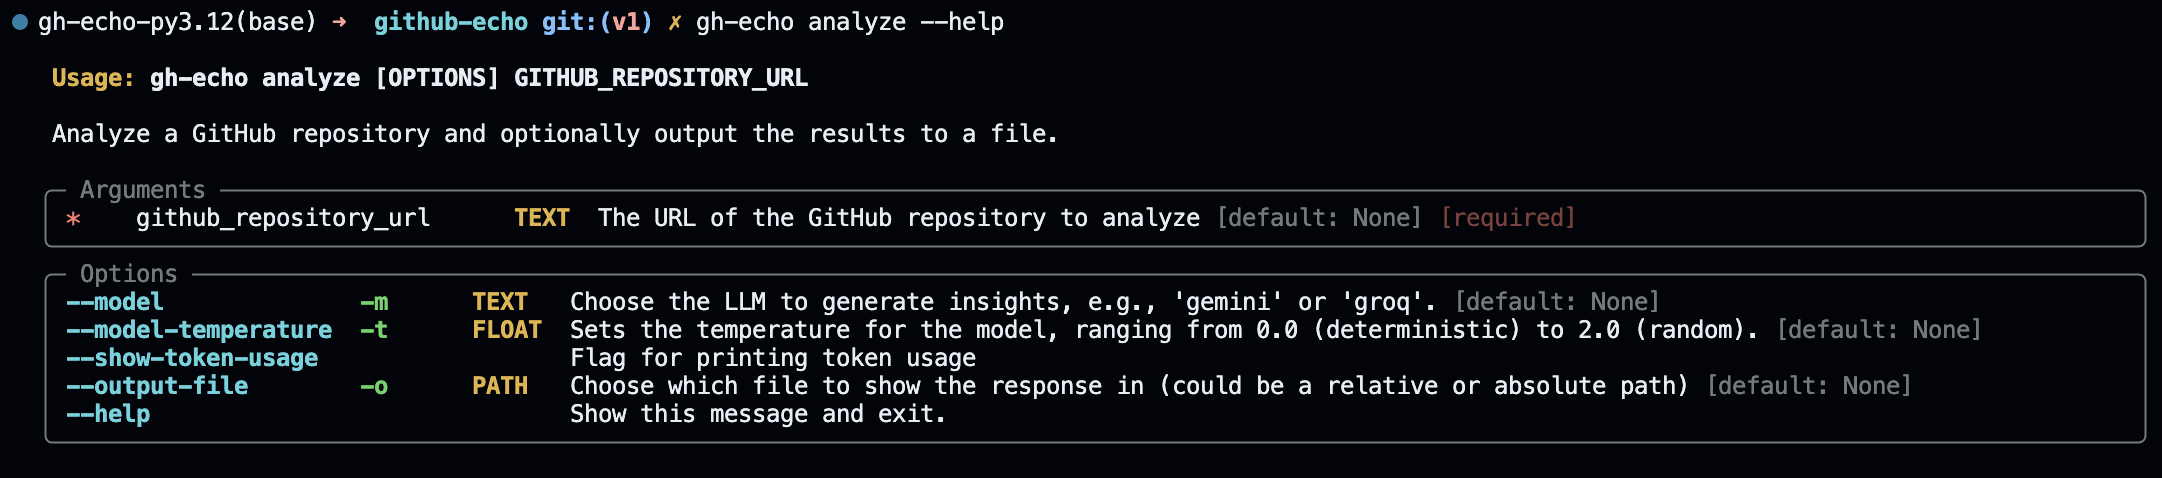 gh-echo-py3.12(base) ➜ github-echo git:(v1) ✗ gh-echo analyze --help
Usage: gh-echo analyze [OPTIONS] GITHUB_REPOSITORY_URL
Analyze a GitHub repository and optionally output the results to a file.
Arguments
* github_repository_url TEXT The URL of the GitHub repository to analyze [default: None] [required]
Options
--model -m TEXT Choose the LLM to generate insights, e.g., 'gemini' or 'groq'. [default: None]
--model-temperature -t FLOAT Sets the temperature for the model, ranging from 0.0 (deterministic) to 2.0 (random). [default: None]
--show-token-usage Flag for printing token usage
--output-file -o PATH Choose which file to show the response in (could be a relative or absolute path) [default: None]
--help Show this message and exit.